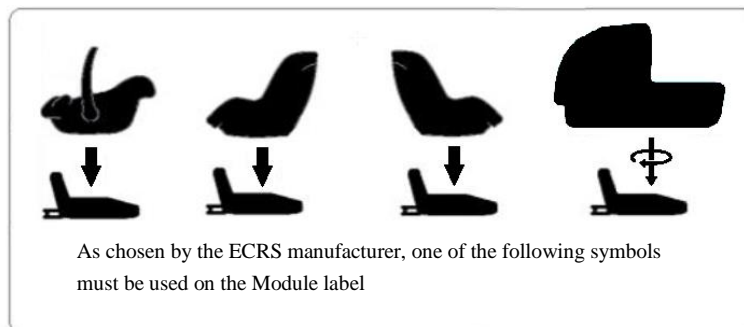 As chosen by the ECRS manufacturer, one of the following symbols
must be used on the Module label